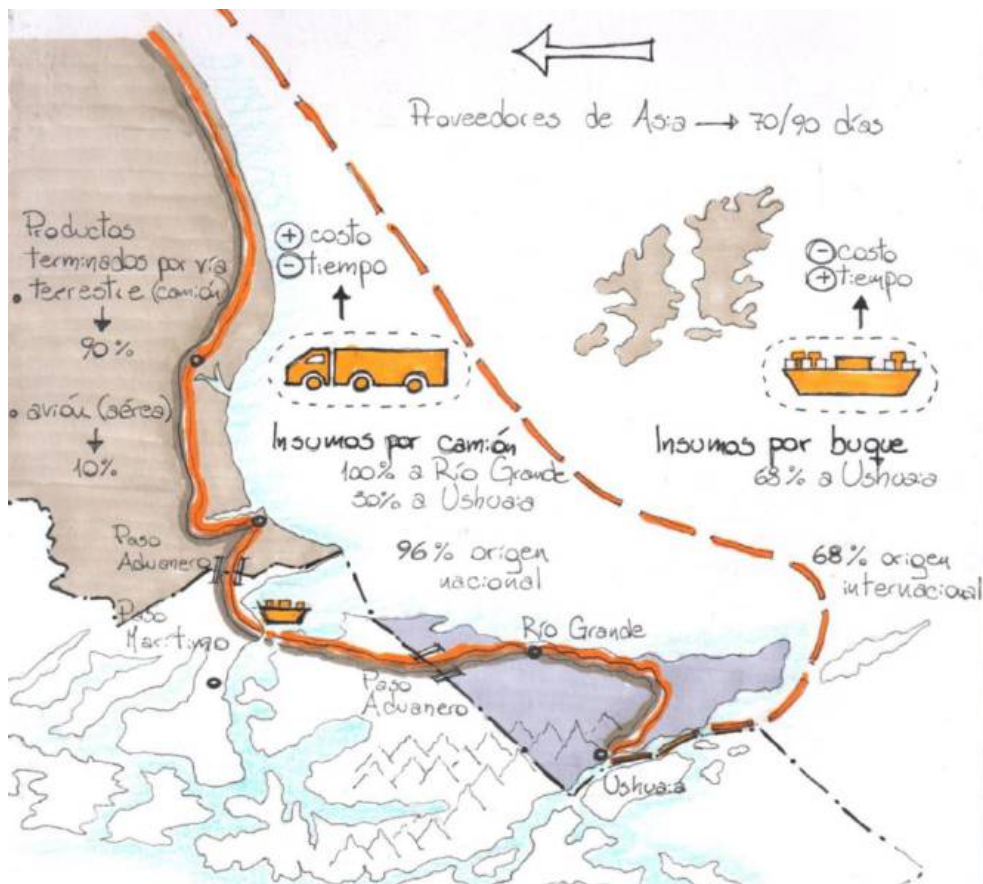 Proveedores de Asia → 70/90 días
Productos
terminados por vía
• terrestre (camión)
↓
90%
• avión (aérea)
↓
10%
⊕ costo
⊖ tiempo
Insumos por camión
100% a Río Grande
30% a Ushuaia
96% origen
nacional
⊖ costo
⊕ tiempo
Insumos por buque
68% a Ushuaia
68% origen
internacional
Paso
Aduanero
Paso
Marítimo
Paso
Aduanero
Río Grande
Ushuaia